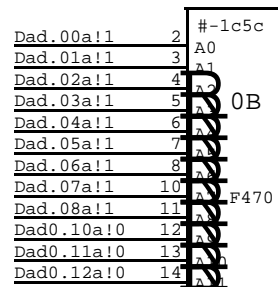 #-1c5c
Dad.00a!1 2 A0
Dad.01a!1 3 A1
Dad.02a!1 4
Dad.03a!1 5
0B
Dad.04a!1 6
Dad.05a!1 7
Dad.06a!1 8
Dad.07a!1 10
F470
Dad.08a!1 11
Dad0.10a!0 12
Dad0.11a!0 13
Dad0.12a!0 14